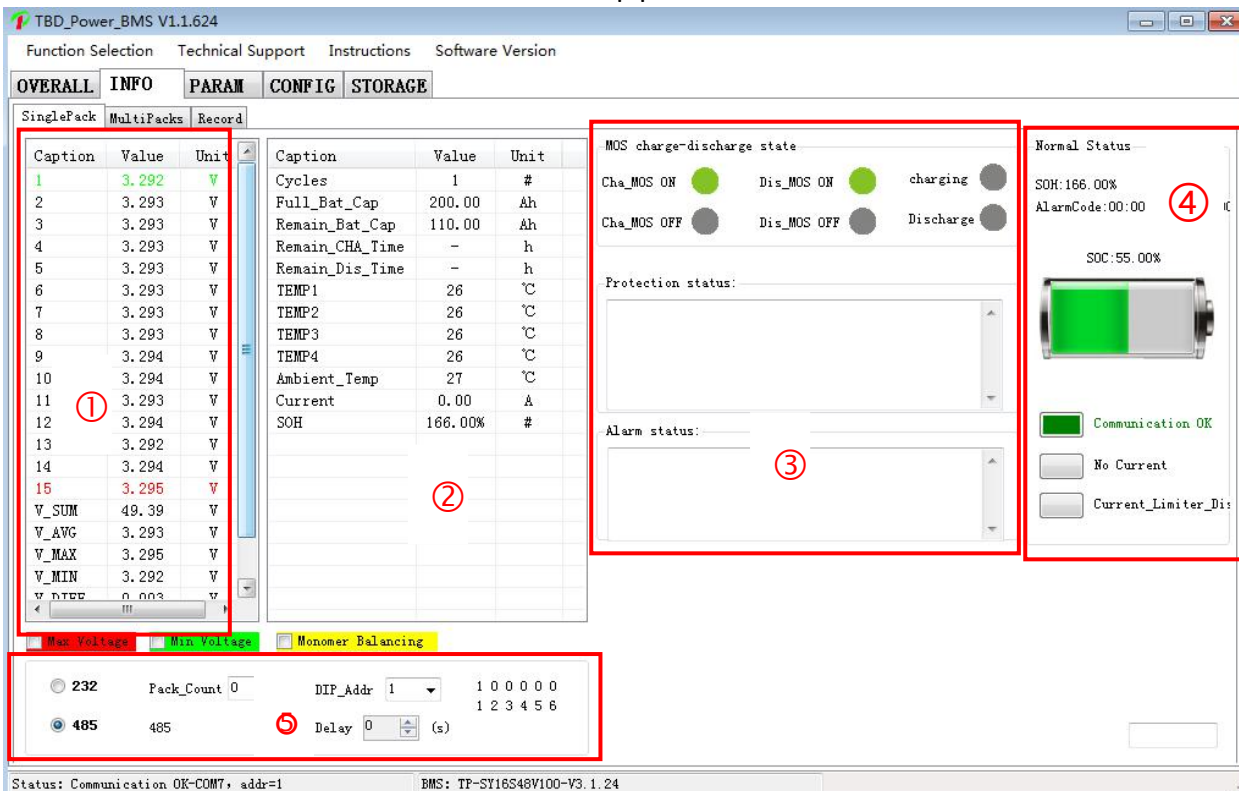 TBD_Power_BMS V1.1.624
Function Selection Technical Support Instructions Software Version
OVERALL INFO PARAM CONFIG STORAGE
SinglePack MultiPacks Record
Caption Value Unit
1 3.292 V
2 3.293 V
3 3.293 V
4 3.293 V
5 3.293 V
6 3.293 V
7 3.293 V
8 3.293 V
9 3.294 V
10 3.294 V
11 3.293 V
12 3.294 V
13 3.292 V
14 3.294 V
15 3.295 V
V_SUM 49.39 V
V_AVG 3.293 V
V_MAX 3.295 V
V_MIN 3.292 V
V_DIFF 0.003 V
①
Caption Value Unit
Cycles 1 #
Full_Bat_Cap 200.00 Ah
Remain_Bat_Cap 110.00 Ah
Remain_CHA_Time - h
Remain_Dis_Time - h
TEMP1 26 ℃
TEMP2 26 ℃
TEMP3 26 ℃
TEMP4 26 ℃
Ambient_Temp 27 ℃
Current 0.00 A
SOH 166.00% #
②
MOS charge-discharge state
Cha_MOS ON Dis_MOS ON charging
Cha_MOS OFF Dis_MOS OFF Discharge
Protection status:
Alarm status:
③
Normal Status
SOH:166.00%
AlarmCode:00:00
④
SOC:55.00%
Communication OK
No Current
Current_Limiter_Dis
Max Voltage Min Voltage Monomer Balancing
232 Pack_Count 0 DIP_Addr 1 1 0 0 0 0 0
1 2 3 4 5 6
485 485 ⑤ Delay 0 (s)
Status: Communication OK-COM7, addr=1 BMS: TP-SY16S48V100-V3.1.24